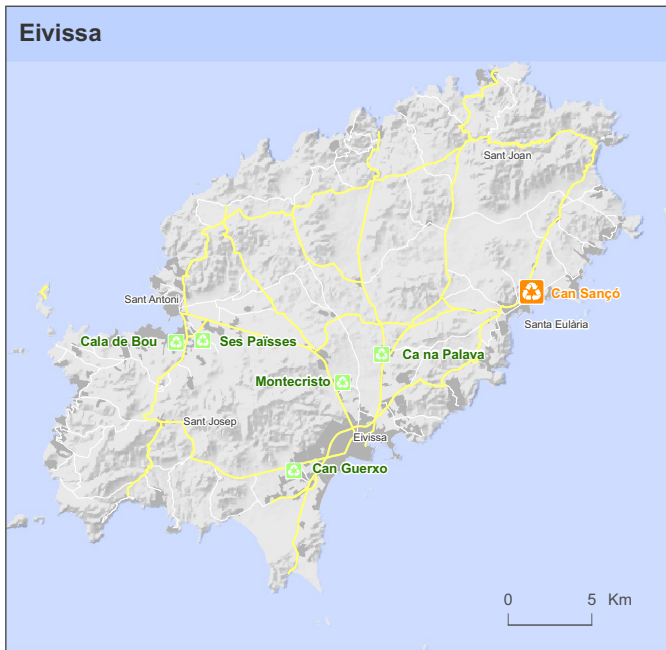 Eivissa
Sant Joan
Can Sançó
Sant Antoni
Santa Eulària
Cala de Bou
Ses Païsses
Ca na Palava
Montecristo
Sant Josep
Eivissa
Can Guerxo
0 5 Km